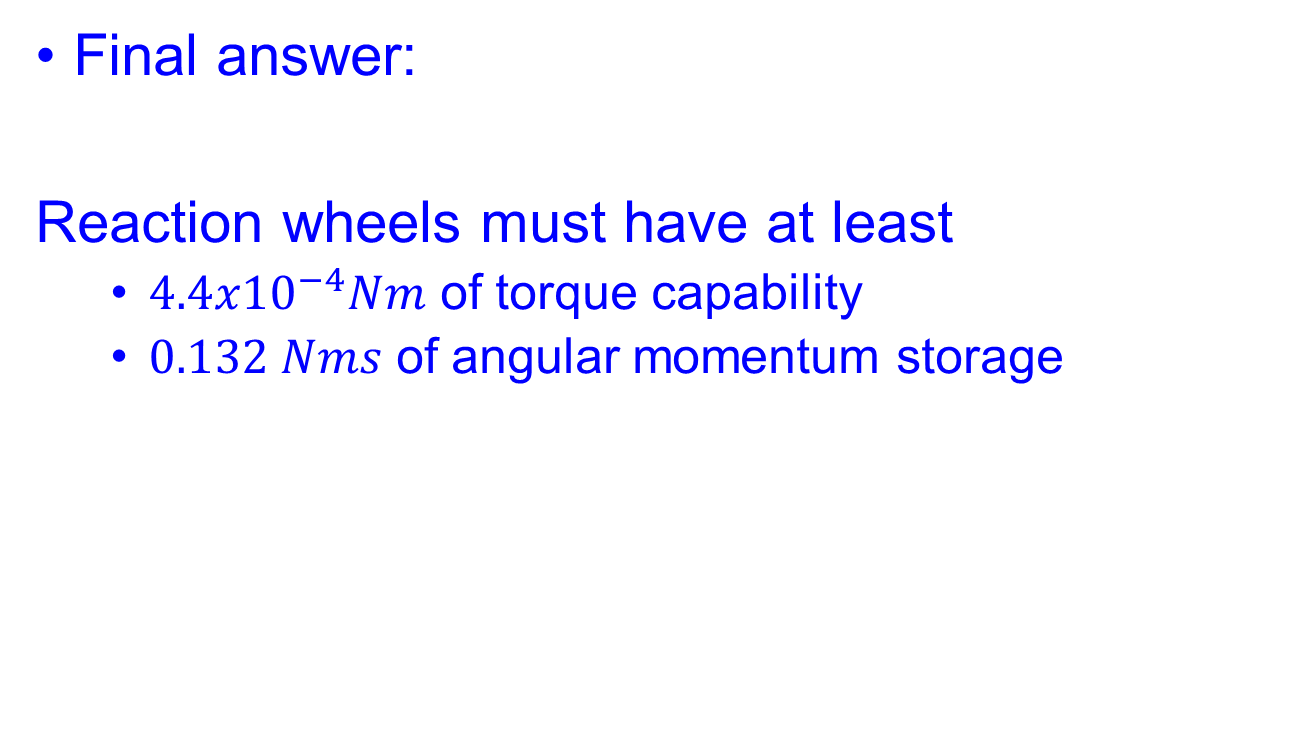 • Final answer:
Reaction wheels must have at least
• 4.4x10⁻⁴Nm of torque capability
• 0.132 Nms of angular momentum storage